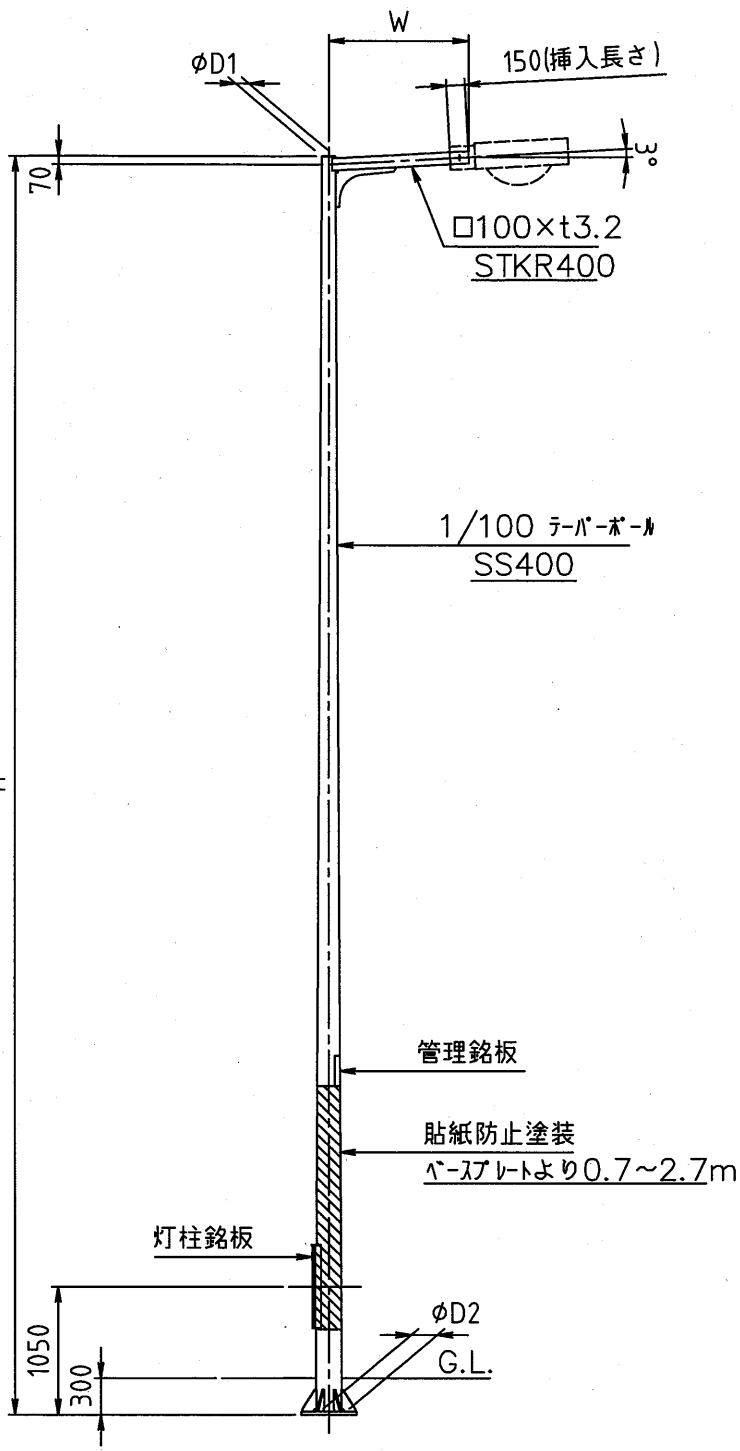 W
φD1
150(挿入長さ)
70
3°
□100×t3.2
STKR400
1/100 テーパーポール
SS400
管理銘板
貼紙防止塗装
ベースプレートより0.7~2.7m
灯柱銘板
φD2
G.L.
1050
300